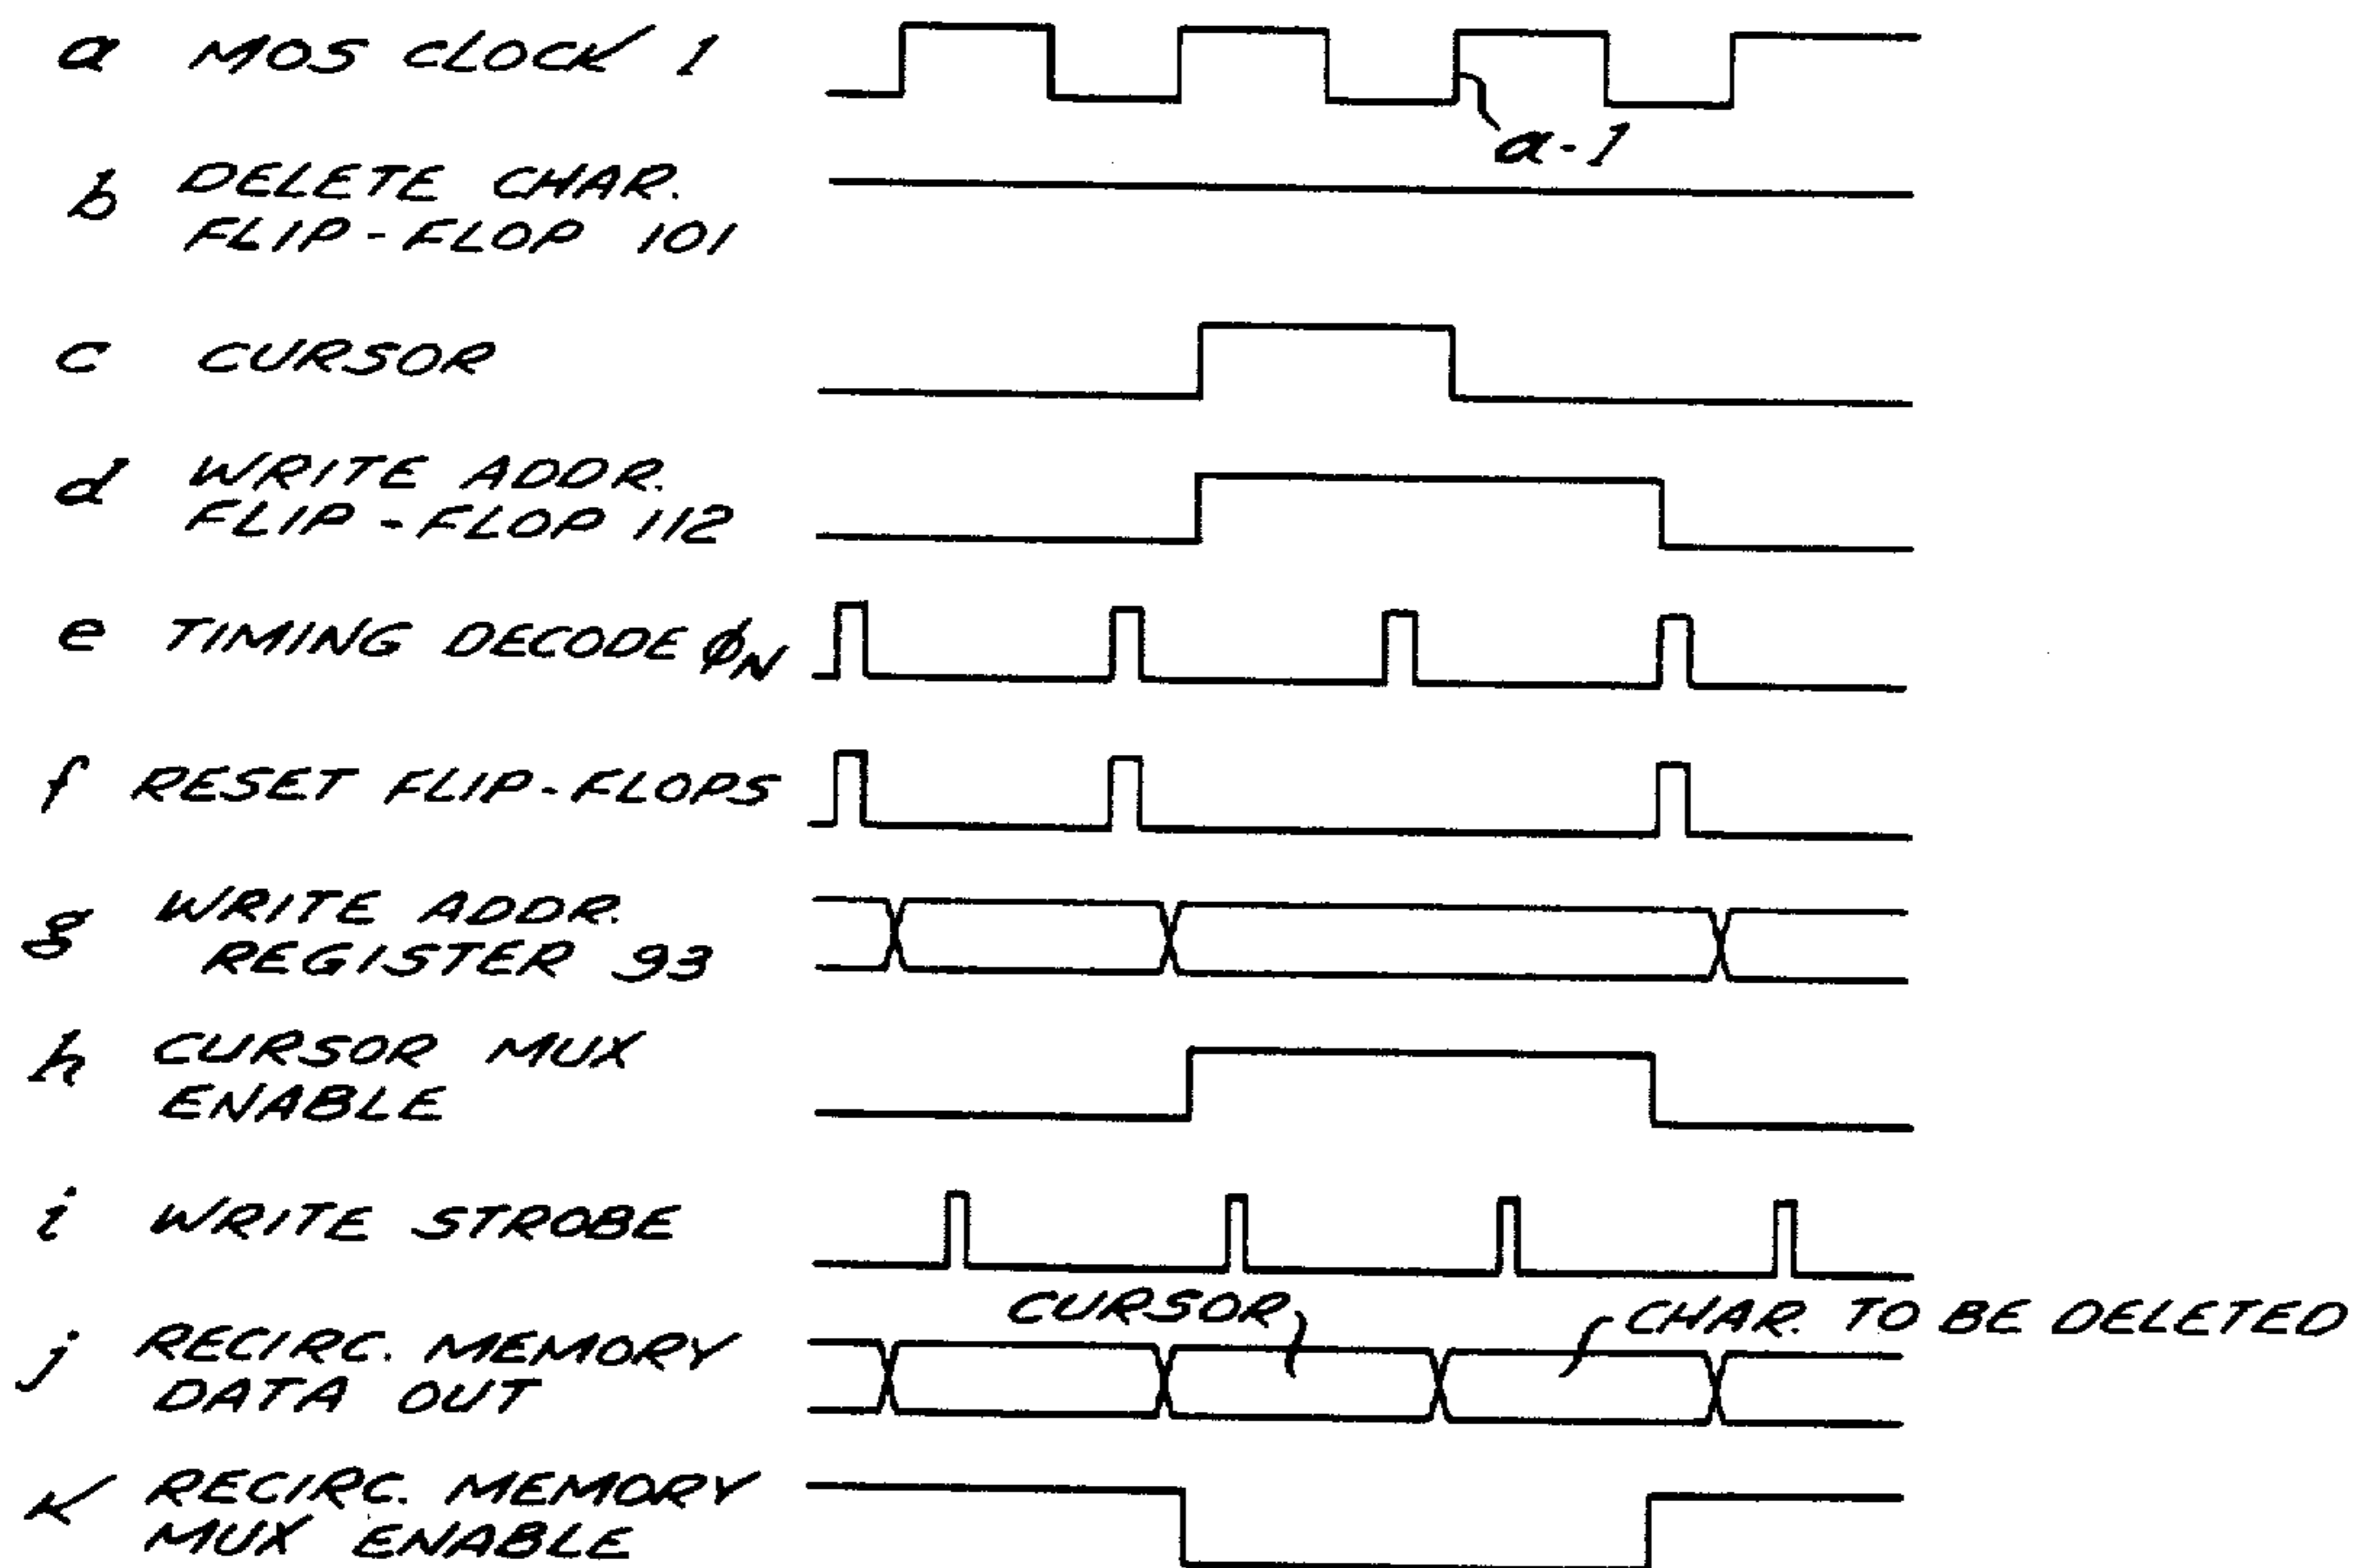 a MOS CLOCK 1
a-1
b DELETE CHAR.
FLIP-FLOP 101
c CURSOR
d WRITE ADDR.
FLIP-FLOP 112
e TIMING DECODE ϕN
f RESET FLIP-FLOPS
g WRITE ADDR.
REGISTER 93
h CURSOR MUX
ENABLE
i WRITE STROBE
CURSOR
CHAR. TO BE DELETED
j RECIRC. MEMORY
DATA OUT
K RECIRC. MEMORY
MUX ENABLE